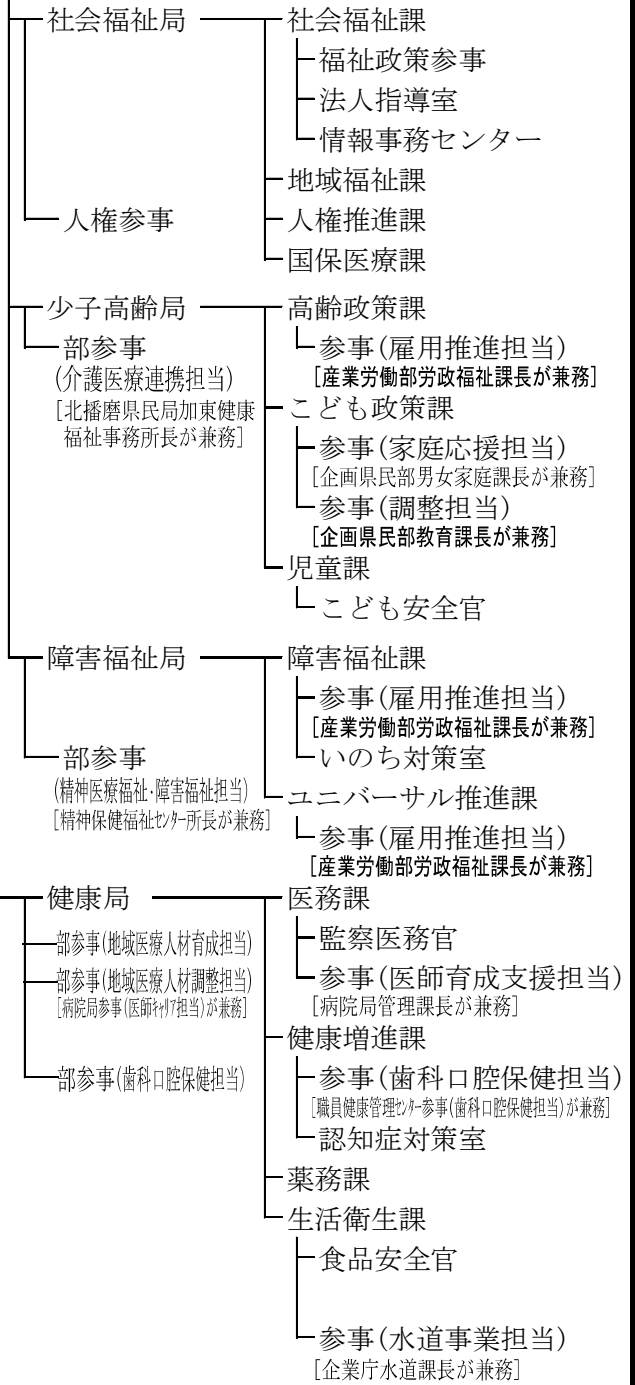 社会福祉局 社会福祉課
福祉政策参事
法人指導室
情報事務センター
地域福祉課
人権参事 人権推進課
国保医療課
少子高齢局 高齢政策課
部参事 参事(雇用推進担当)
(介護医療連携担当) [産業労働部労政福祉課長が兼務]
[北播磨県民局加東健康 こども政策課
福祉事務所長が兼務] 参事(家庭応援担当)
[企画県民部男女家庭課長が兼務]
参事(調整担当)
[企画県民部教育課長が兼務]
児童課
こども安全官
障害福祉局 障害福祉課
参事(雇用推進担当)
[産業労働部労政福祉課長が兼務]
部参事 いのち対策室
(精神医療福祉・障害福祉担当) ユニバーサル推進課
[精神保健福祉センター所長が兼務]
参事(雇用推進担当)
[産業労働部労政福祉課長が兼務]
健康局 医務課
部参事(地域医療人材育成担当) 監察医務官
部参事(地域医療人材調整担当) 参事(医師育成支援担当)
[病院局参事(医師キャリア担当)が兼務] [病院局管理課長が兼務]
健康増進課
部参事(歯科口腔保健担当) 参事(歯科口腔保健担当)
[職員健康管理センター参事(歯科口腔保健担当)が兼務]
認知症対策室
薬務課
生活衛生課
食品安全官
参事(水道事業担当)
[企業庁水道課長が兼務]